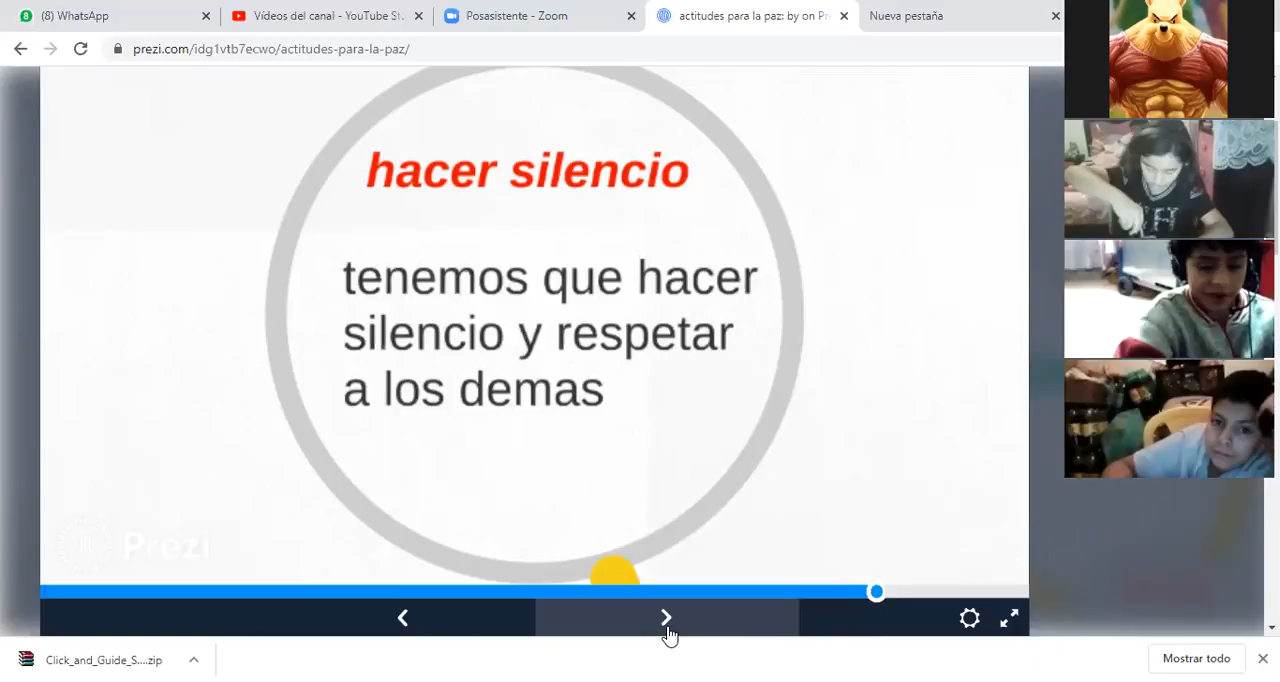 (8) WhatsApp
Vídeos del canal - YouTube St
Posasistente - Zoom
actitudes para la paz: by on Pr
Nueva pestaña
prezi.com/idg1vtb7ecwo/actitudes-para-la-paz/
hacer silencio
tenemos que hacer
silencio y respetar
a los demas
Prezi
Click_and_Guide_S....zip
Mostrar todo